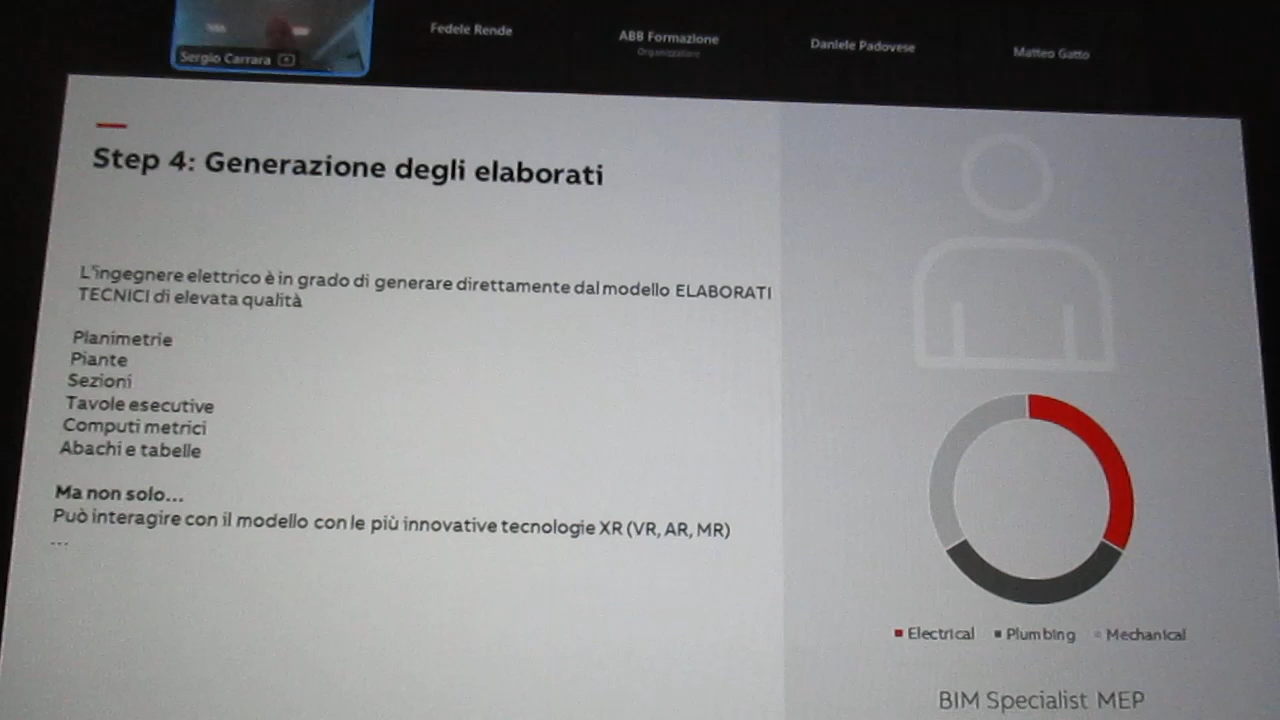 Sergio Carrara
Fedele Rende
ABB Formazione
Organizzatore
Daniele Padovese
Matteo Gatto
Step 4: Generazione degli elaborati
L'ingegnere elettrico è in grado di generare direttamente dal modello ELABORATI
TECNICI di elevata qualità
Planimetrie
Piante
Sezioni
Tavole esecutive
Computi metrici
Abachi e tabelle
Ma non solo...
Può interagire con il modello con le più innovative tecnologie XR (VR, AR, MR)
...
Electrical
Plumbing
Mechanical
BIM Specialist MEP